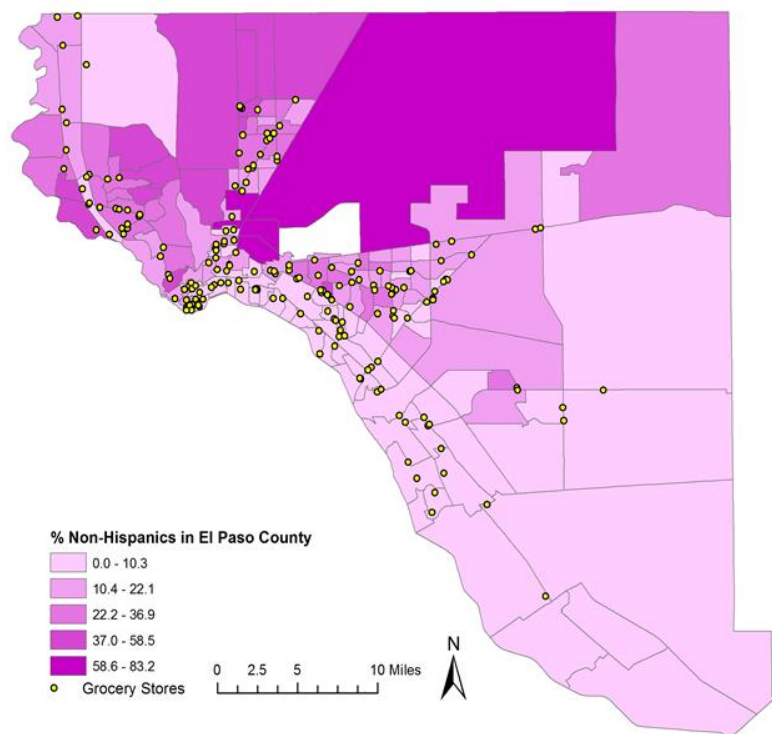 % Non-Hispanics in El Paso County
0.0 - 10.3
10.4 - 22.1
22.2 - 36.9
37.0 - 58.5
58.6 - 83.2
Grocery Stores
0 2.5 5 10 Miles
N